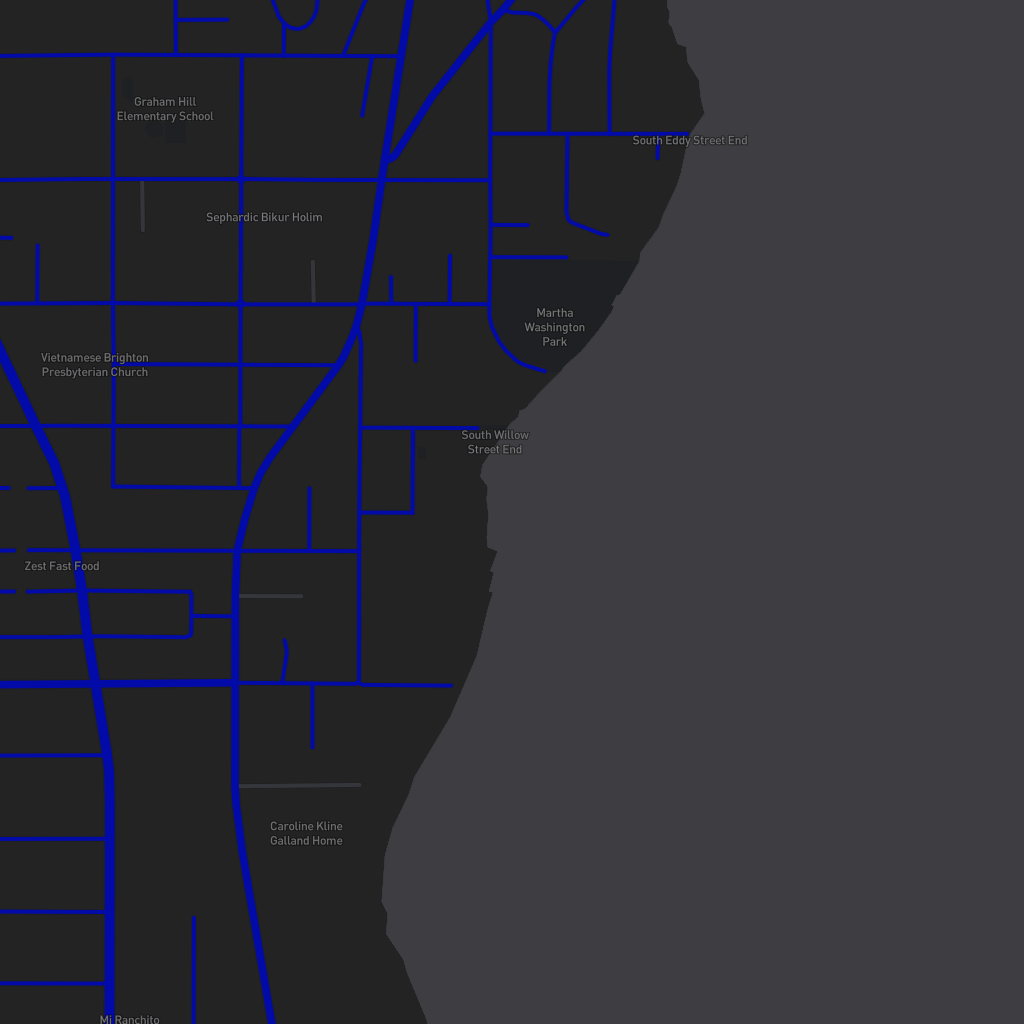 Graham Hill
Elementary School
South Eddy Street End
Sephardic Bikur Holim
Martha
Washington
Park
Vietnamese Brighton
Presbyterian Church
South Willow
Street End
Zest Fast Food
Caroline Kline
Galland Home
Mi Ranchito